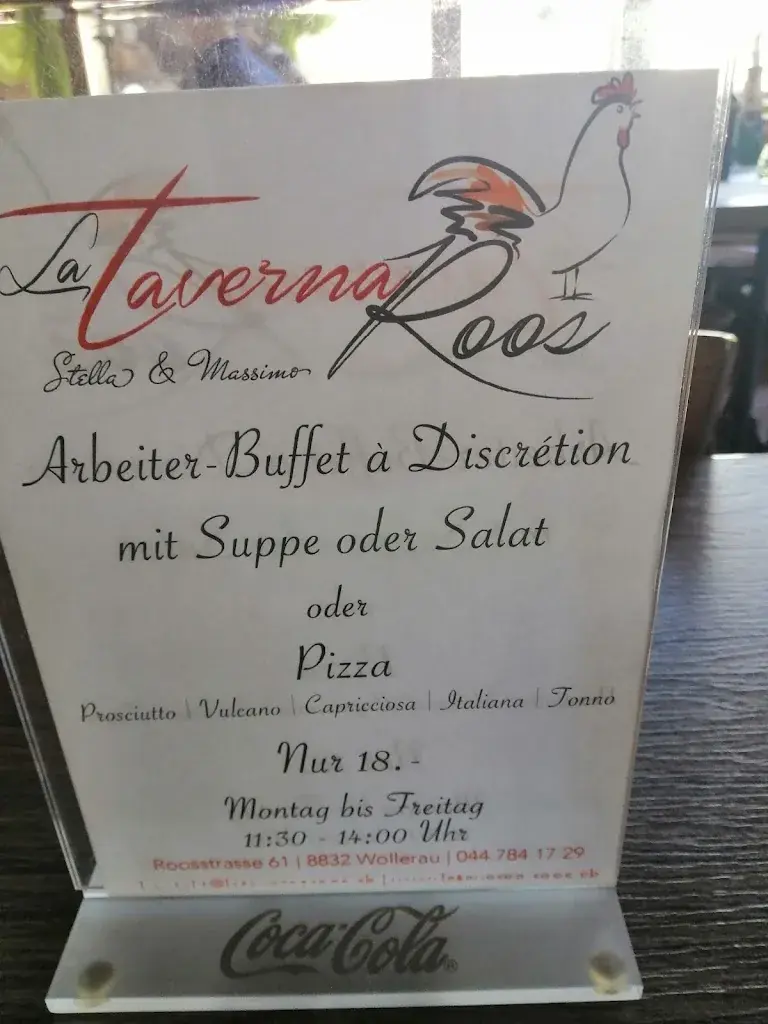 La Taverna Roos
Stella & Massimo
Arbeiter-Buffet à Discrétion
mit Suppe oder Salat
oder
Pizza
Prosciutto | Vulcano | Capricciosa | Italiana | Tonno
Nur 18.-
Montag bis Freitag
11:30 - 14:00 Uhr
Roosstrasse 61 | 8832 Wollerau | 044 784 17 29
Coca-Cola®